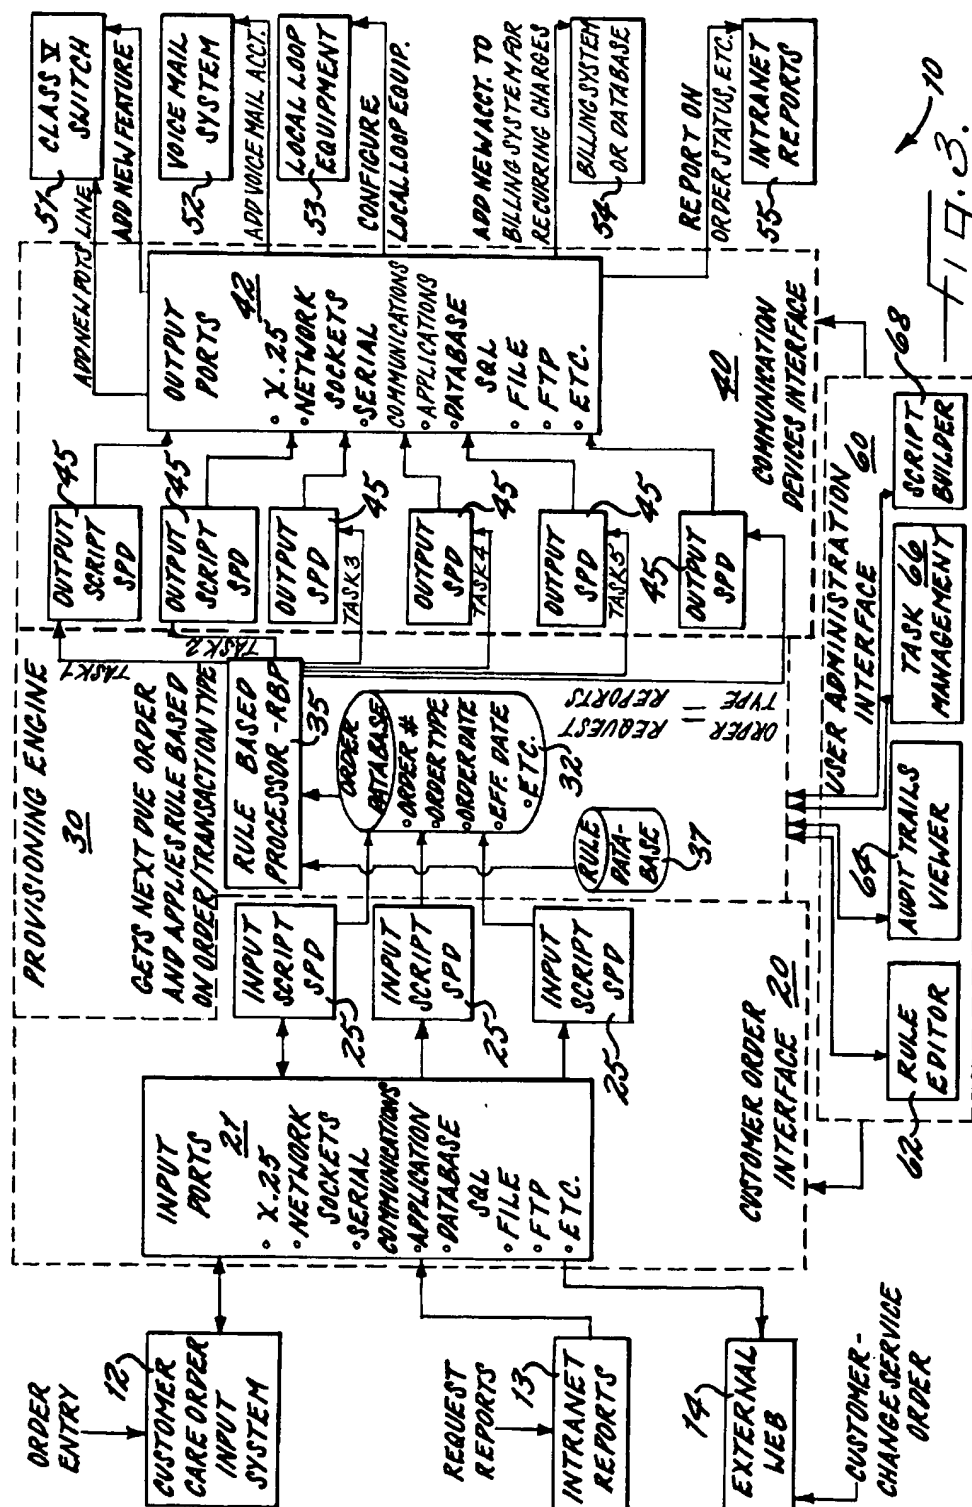 ORDER
ENTRY
12
CUSTOMER
CARE ORDER
INPUT
SYSTEM
REQUEST
REPORTS
13
INTRANET
REPORTS
14
EXTERNAL
WEB
CUSTOMER-
CHANGE SERVICE
ORDER
INPUT
PORTS
21
• X.25
• NETWORK
SOCKETS
• SERIAL
COMMUNICATIONS
• APPLICATION
• DATABASE
SQL
• FILE
• FTP
• ETC.
CUSTOMER ORDER
INTERFACE 20
INPUT
SCRIPT
SPD
25
INPUT
SCRIPT
SPD
25
INPUT
SCRIPT
SPD
25
PROVISIONING ENGINE
30
GETS NEXT DUE ORDER
AND APPLIES RULE BASED
ON ORDER/TRANSACTION TYPE
RULE BASED
PROCESSOR-RBP
35
ORDER
DATABASE
• ORDER #
• ORDER TYPE
• ORDER DATE
• EFF. DATE
• ETC.
32
RULE
DATA-
BASE
37
ORDER REQUEST
TYPE = REPORTS
TASK 1
TASK 2
TASK 3
TASK 4
TASK 5
OUTPUT
SCRIPT
SPD
45
OUTPUT
SCRIPT
SPD
45
OUTPUT
SPD
45
OUTPUT
SPD
45
OUTPUT
SPD
45
OUTPUT
SPD
45
OUTPUT
PORTS
42
• X.25
• NETWORK
SOCKETS
• SERIAL
COMMUNICATIONS
• APPLICATIONS
• DATABASE
SQL
• FILE
• FTP
• ETC.
40
COMMUNICATION
DEVICES INTERFACE
ADD NEW POTS LINE
ADD NEW FEATURE
51
CLASS V
SWITCH
52
VOICE MAIL
SYSTEM
ADD VOICE MAIL ACCT.
53
LOCAL LOOP
EQUIPMENT
CONFIGURE
LOCAL LOOP EQUIP.
ADD NEW ACCT. TO
BILLING SYSTEM FOR
RECURRING CHARGES
54
BILLING SYSTEM
OR DATABASE
REPORT ON
ORDER STATUS, ETC.
55
INTRANET
REPORTS
USER ADMINISTRATION
INTERFACE 60
62
RULE
EDITOR
64
AUDIT TRAILS
VIEWER
TASK 66
MANAGEMENT
68
SCRIPT
BUILDER
10
FIG. 3.